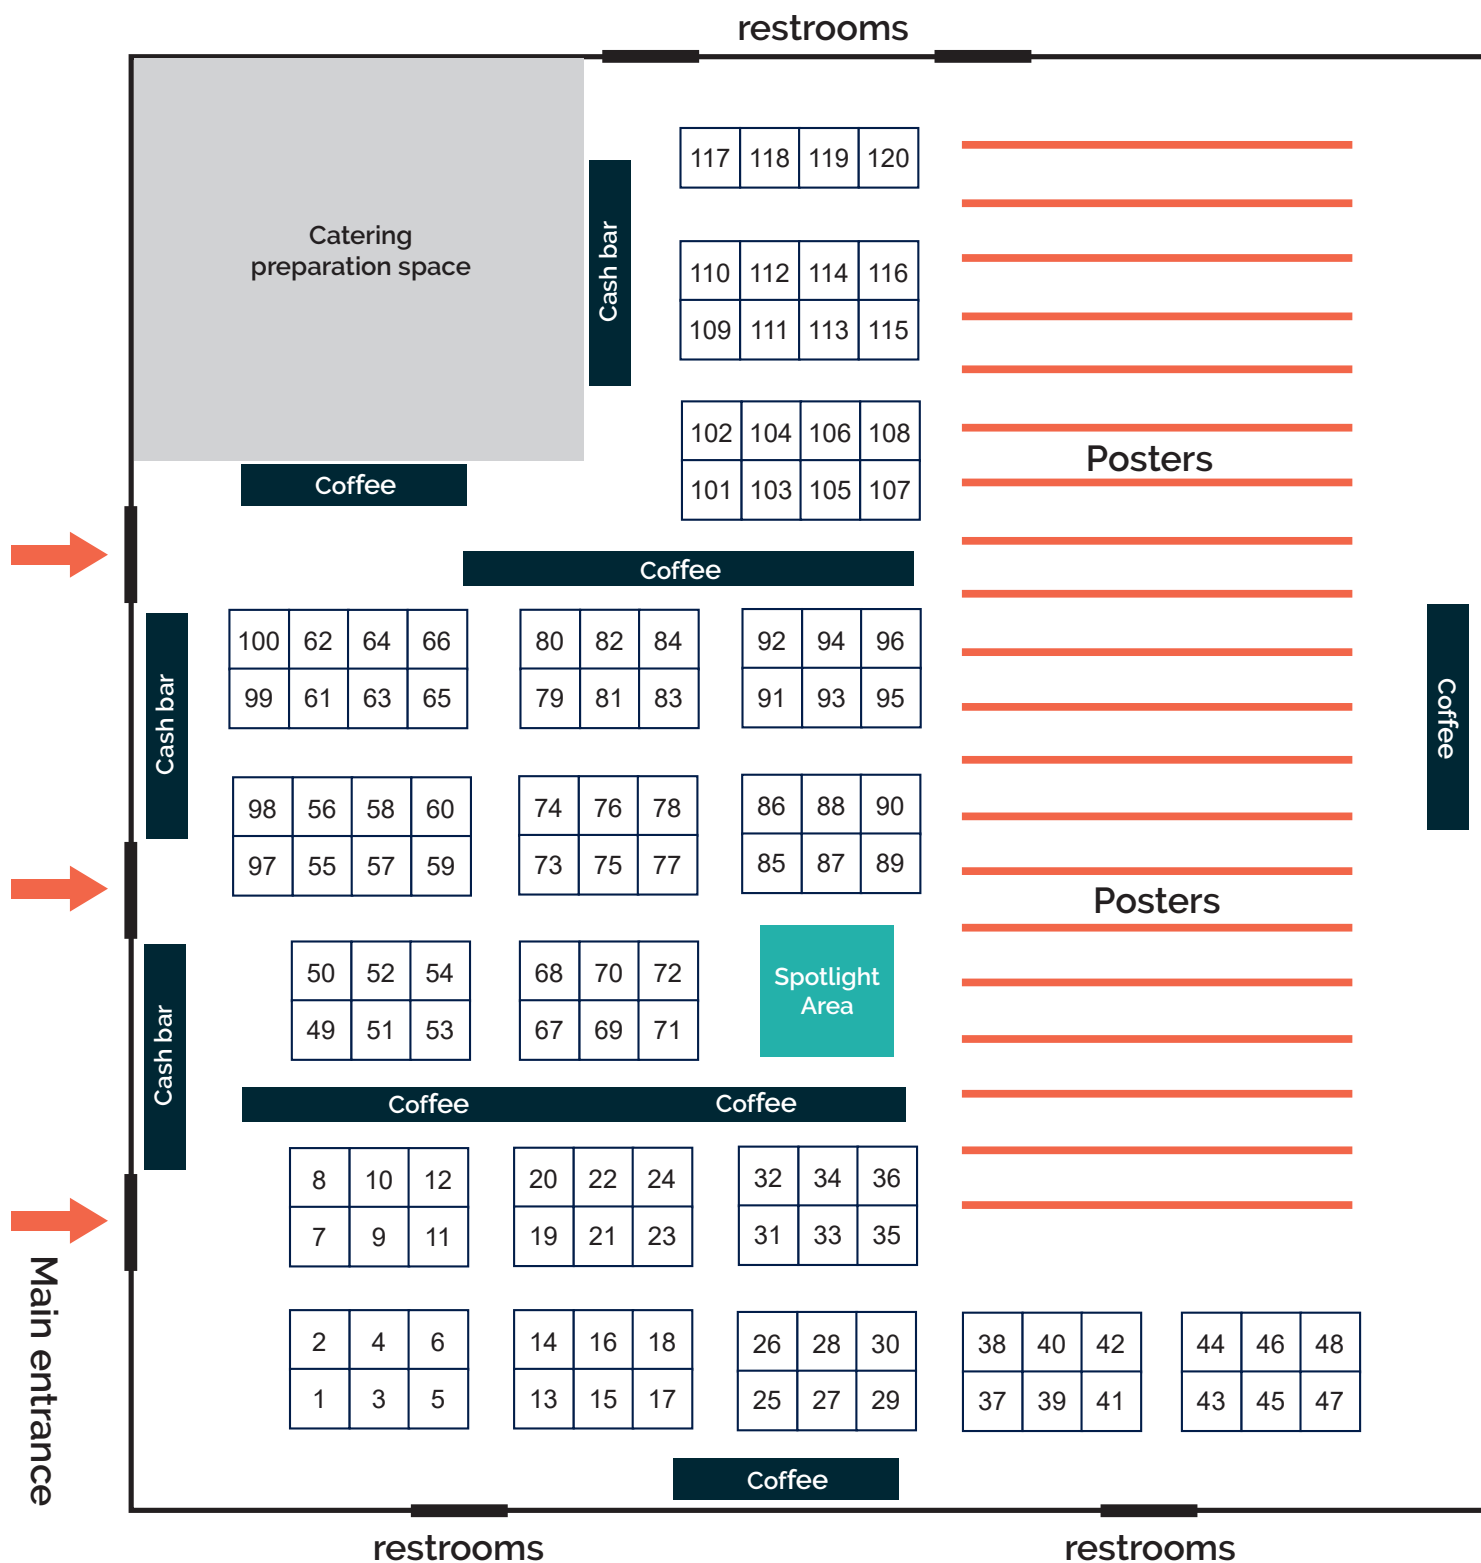 restrooms
117 118 119 120
Catering
preparation space
Cash bar
110 112 114 116
109 111 113 115
102 104 106 108
101 103 105 107
Posters
Coffee
Coffee
100 62 64 66
99 61 63 65
80 82 84
79 81 83
92 94 96
91 93 95
Cash bar
Coffee
98 56 58 60
97 55 57 59
74 76 78
73 75 77
86 88 90
85 87 89
Posters
50 52 54
49 51 53
68 70 72
67 69 71
Spotlight
Area
Cash bar
Coffee
Coffee
8 10 12
7 9 11
20 22 24
19 21 23
32 34 36
31 33 35
Main entrance
2 4 6
1 3 5
14 16 18
13 15 17
26 28 30
25 27 29
38 40 42
37 39 41
44 46 48
43 45 47
Coffee
restrooms
restrooms